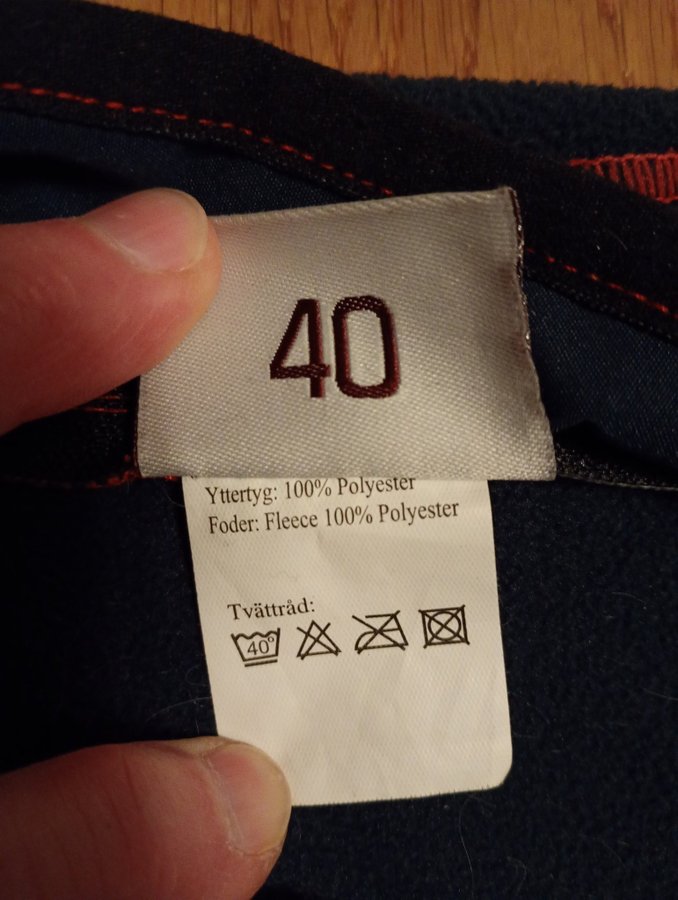 40
Yttertyg: 100% Polyester
Foder: Fleece 100% Polyester
Tvättråd:
40°